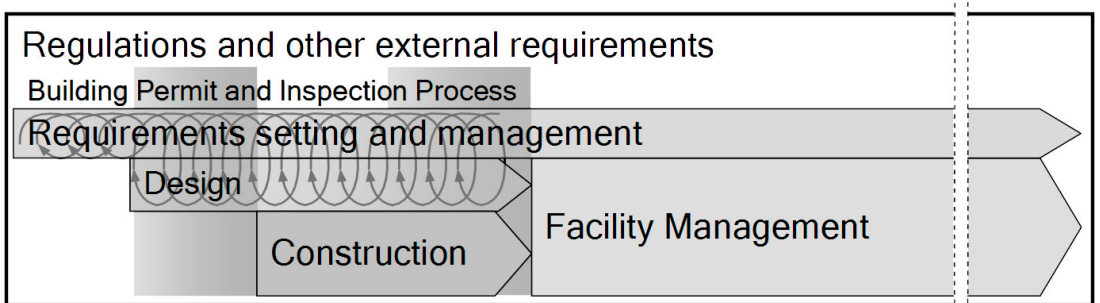 Regulations and other external requirements
Building Permit and Inspection Process
Requirements setting and management
Design
Facility Management
Construction